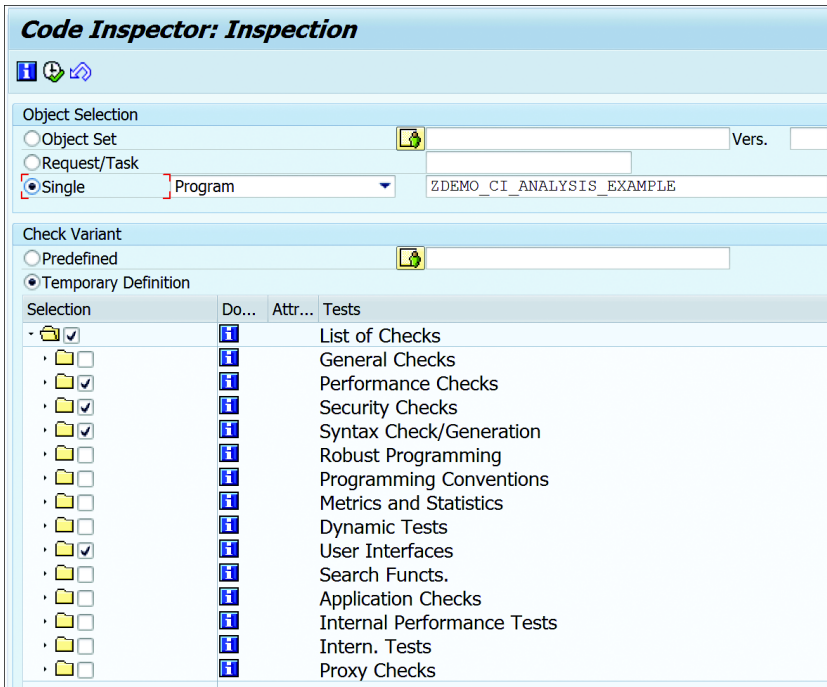 Code Inspector: Inspection
Object Selection
Object Set Vers.
Request/Task
Single Program ZDEMO_CI_ANALYSIS_EXAMPLE
Check Variant
Predefined
Temporary Definition
Selection Do... Attr... Tests
List of Checks
General Checks
Performance Checks
Security Checks
Syntax Check/Generation
Robust Programming
Programming Conventions
Metrics and Statistics
Dynamic Tests
User Interfaces
Search Functs.
Application Checks
Internal Performance Tests
Intern. Tests
Proxy Checks